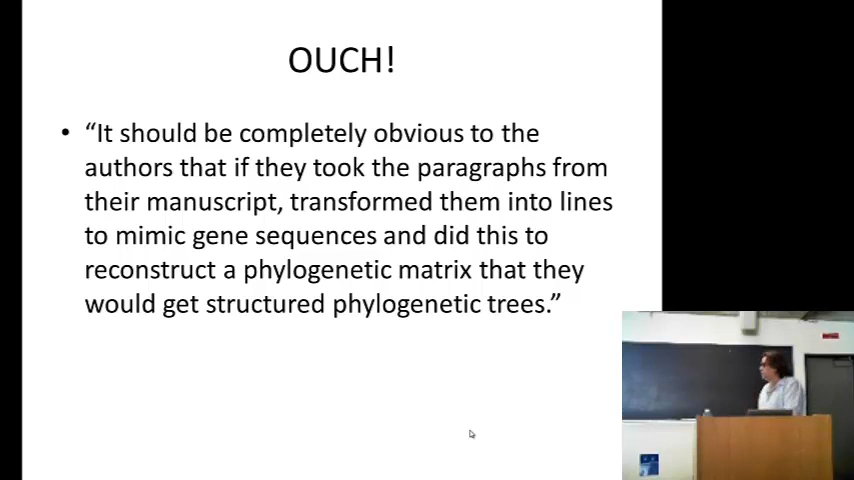 OUCH!
• “It should be completely obvious to the
authors that if they took the paragraphs from
their manuscript, transformed them into lines
to mimic gene sequences and did this to
reconstruct a phylogenetic matrix that they
would get structured phylogenetic trees.”